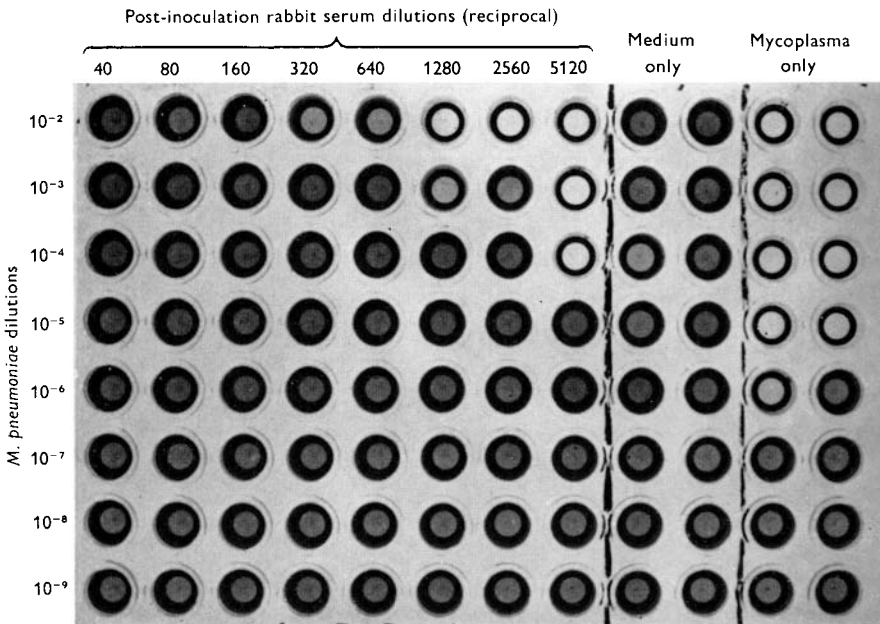 Post-inoculation rabbit serum dilutions (reciprocal)
Medium only
Mycoplasma only
40 80 160 320 640 1280 2560 5120
M. pneumoniae dilutions
10⁻²
10⁻³
10⁻⁴
10⁻⁵
10⁻⁶
10⁻⁷
10⁻⁸
10⁻⁹